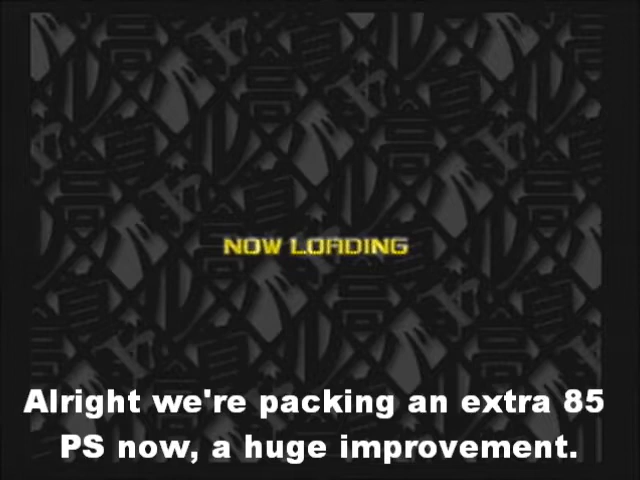 NOW LOADING
Alright we're packing an extra 85
PS now, a huge improvement.